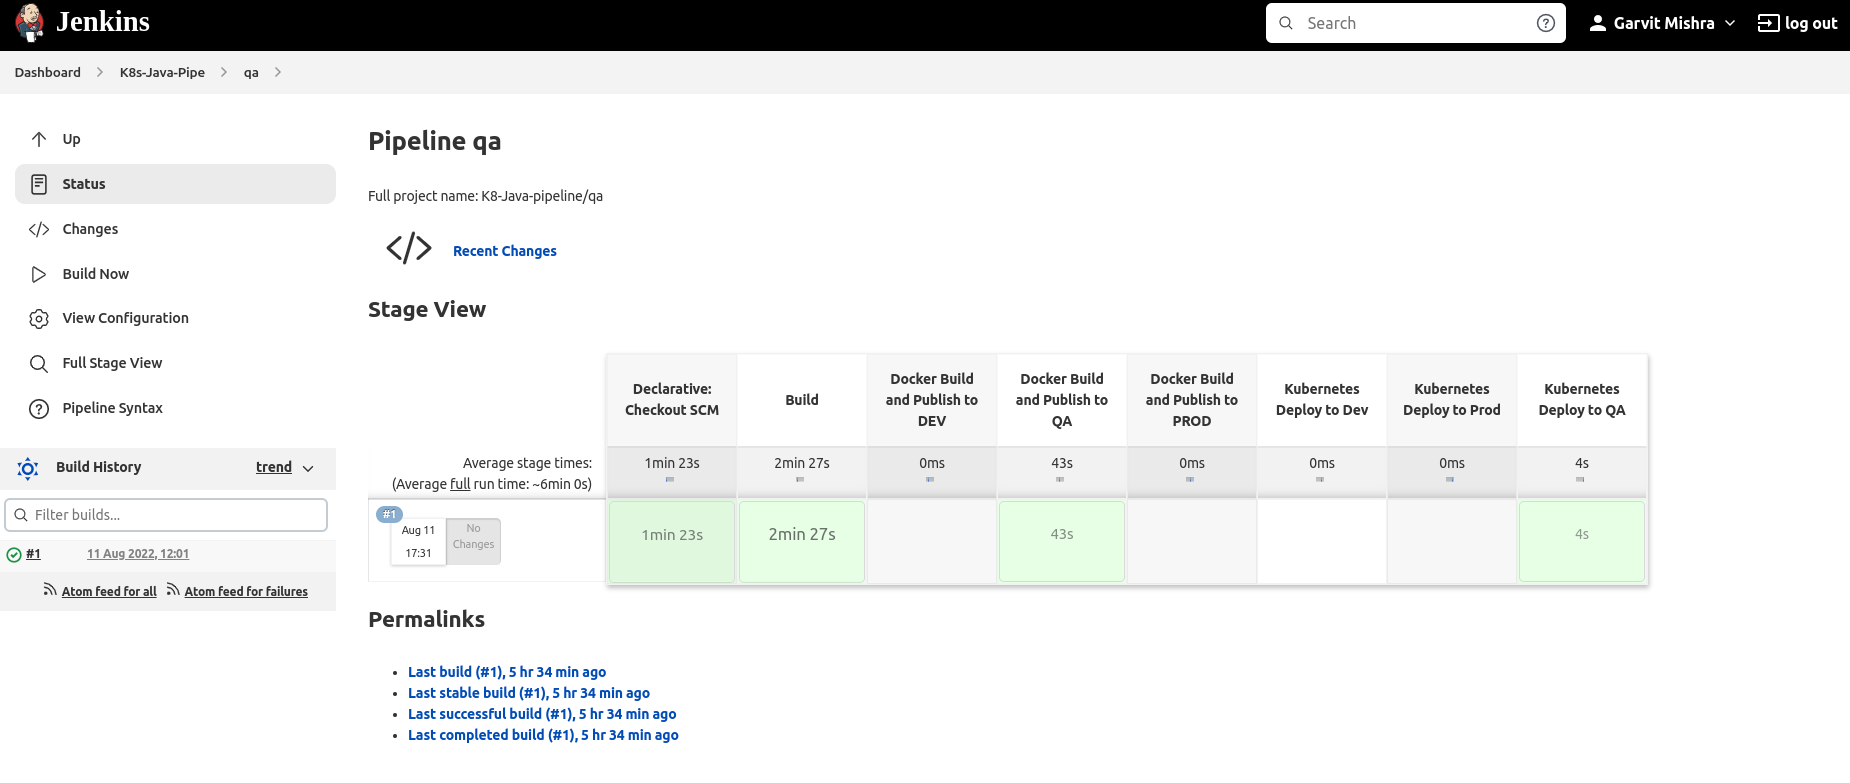 Jenkins
Search
Garvit Mishra
log out
Dashboard
K8s-Java-Pipe
qa
Up
Status
Changes
Build Now
View Configuration
Full Stage View
Pipeline Syntax
Build History
trend
Filter builds...
#1
11 Aug 2022, 12:01
Atom feed for all
Atom feed for failures
Pipeline qa
Full project name: K8-Java-pipeline/qa
Recent Changes
Stage View
Declarative:
Checkout SCM
Build
Docker Build
and Publish to
DEV
Docker Build
and Publish to
QA
Docker Build
and Publish to
PROD
Kubernetes
Deploy to Dev
Kubernetes
Deploy to Prod
Kubernetes
Deploy to QA
Average stage times:
(Average full run time: ~6min 0s)
1min 23s
2min 27s
0ms
43s
0ms
0ms
0ms
4s
#1
Aug 11
17:31
No
Changes
1min 23s
2min 27s
43s
4s
Permalinks
Last build (#1), 5 hr 34 min ago
Last stable build (#1), 5 hr 34 min ago
Last successful build (#1), 5 hr 34 min ago
Last completed build (#1), 5 hr 34 min ago